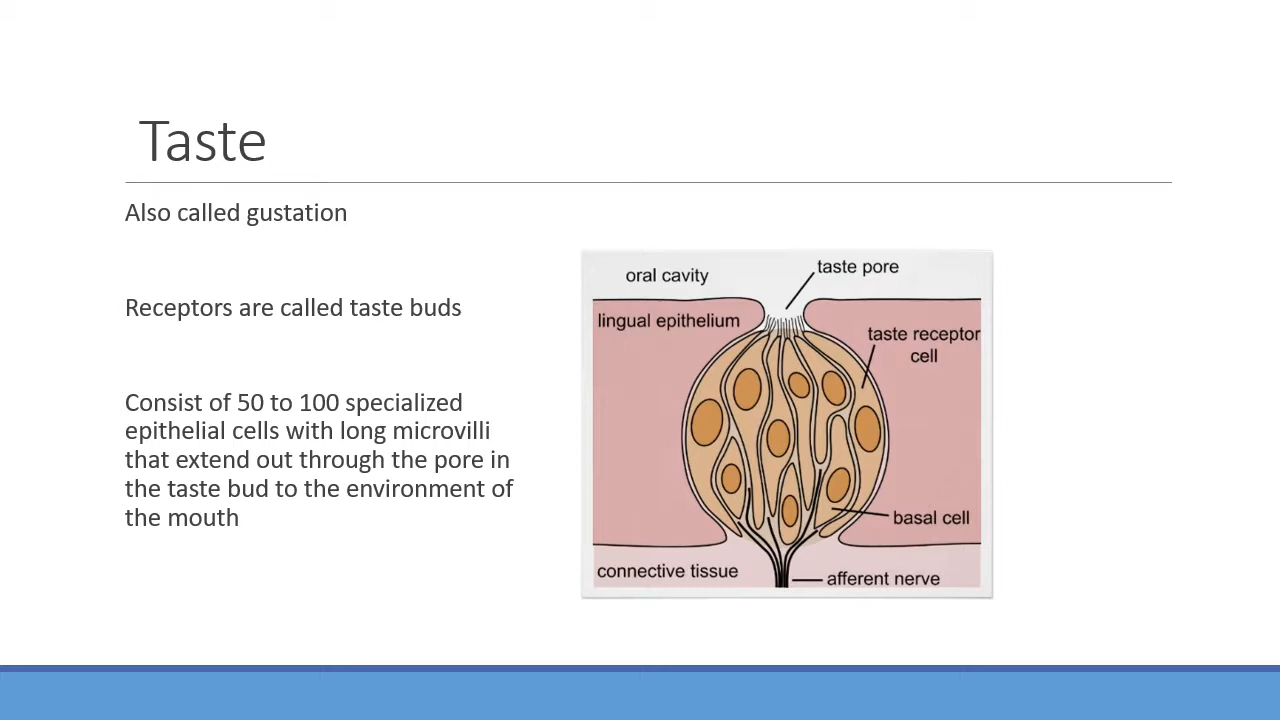 Taste
Also called gustation
Receptors are called taste buds
Consist of 50 to 100 specialized
epithelial cells with long microvilli
that extend out through the pore in
the taste bud to the environment of
the mouth
oral cavity
taste pore
lingual epithelium
taste receptor
cell
basal cell
connective tissue
afferent nerve